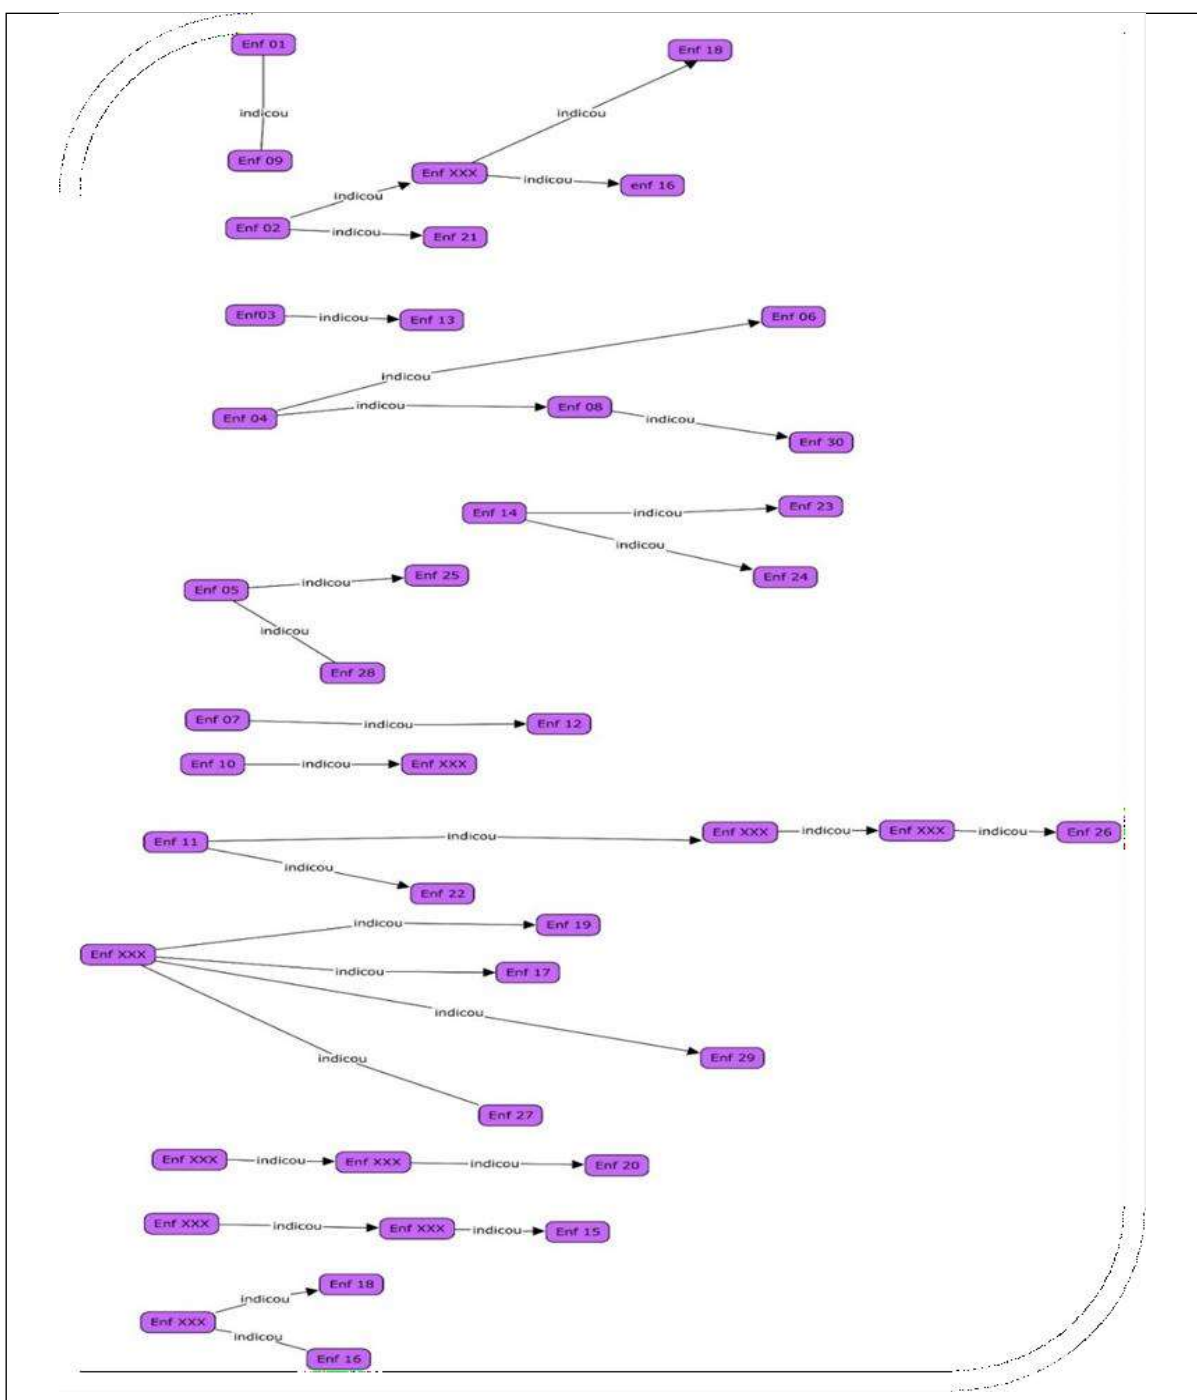 Enf 01
Enf 18
indicou
indicou
Enf 09
Enf XXX
indicou
enf 16
indicou
Enf 02
indicou
Enf 21
Enf03
indicou
Enf 13
Enf 06
indicou
Enf 04
indicou
Enf 08
indicou
Enf 30
Enf 14
indicou
Enf 23
indicou
Enf 24
Enf 05
indicou
Enf 25
indicou
Enf 28
Enf 07
indicou
Enf 12
Enf 10
indicou
Enf XXX
Enf 11
indicou
Enf XXX
indicou
Enf XXX
indicou
Enf 26
indicou
Enf 22
indicou
Enf 19
Enf XXX
indicou
Enf 17
indicou
Enf 29
indicou
Enf 27
Enf XXX
indicou
Enf XXX
indicou
Enf 20
Enf XXX
indicou
Enf XXX
indicou
Enf 15
Enf 18
indicou
Enf XXX
indicou
Enf 16